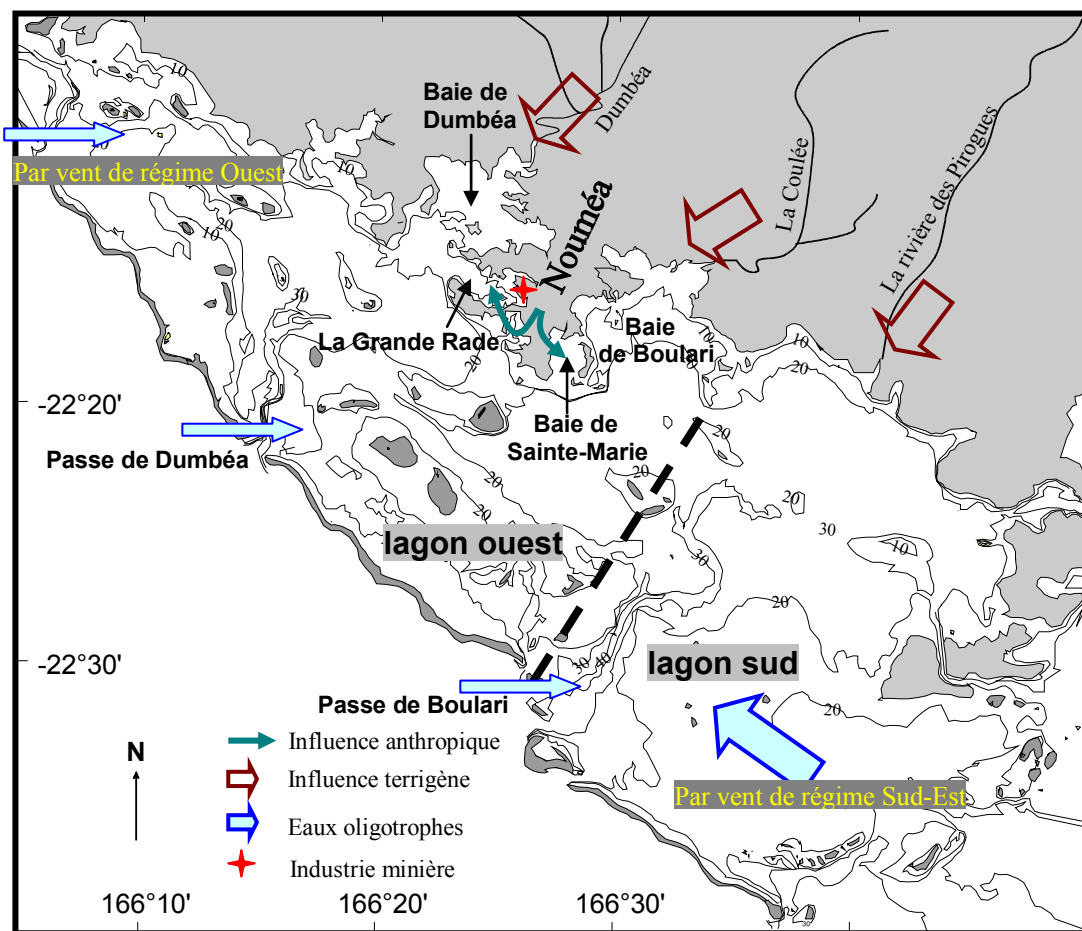 10
Baie de
Dumbéa
Dumbéa
Par vent de régime Ouest
10
20
10
La Coulée
La rivière des Pirogues
Nouméa
30
La Grande Rade
20
Baie
de Boulari
10
10
20
-22°20'
Passe de Dumbéa
Baie de
Sainte-Marie
20
20
20
20
20
30
10
lagon ouest
30
20
-22°30'
30
40
lagon sud
20
Passe de Boulari
N
Influence anthropique
Influence terrigène
Eaux oligotrophes
Industrie minière
Par vent de régime Sud-Est
30
166°10'
166°20'
166°30'